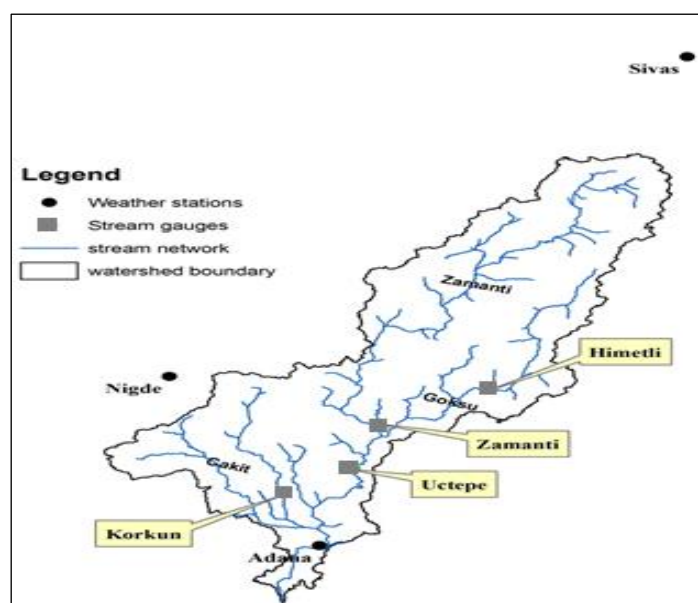 Sivas
Legend
Weather stations
Stream gauges
stream network
watershed boundary
Zamanti
Himetli
Nigde
Goksu
Zamanti
Cakit
Uctepe
Korkun
Adana